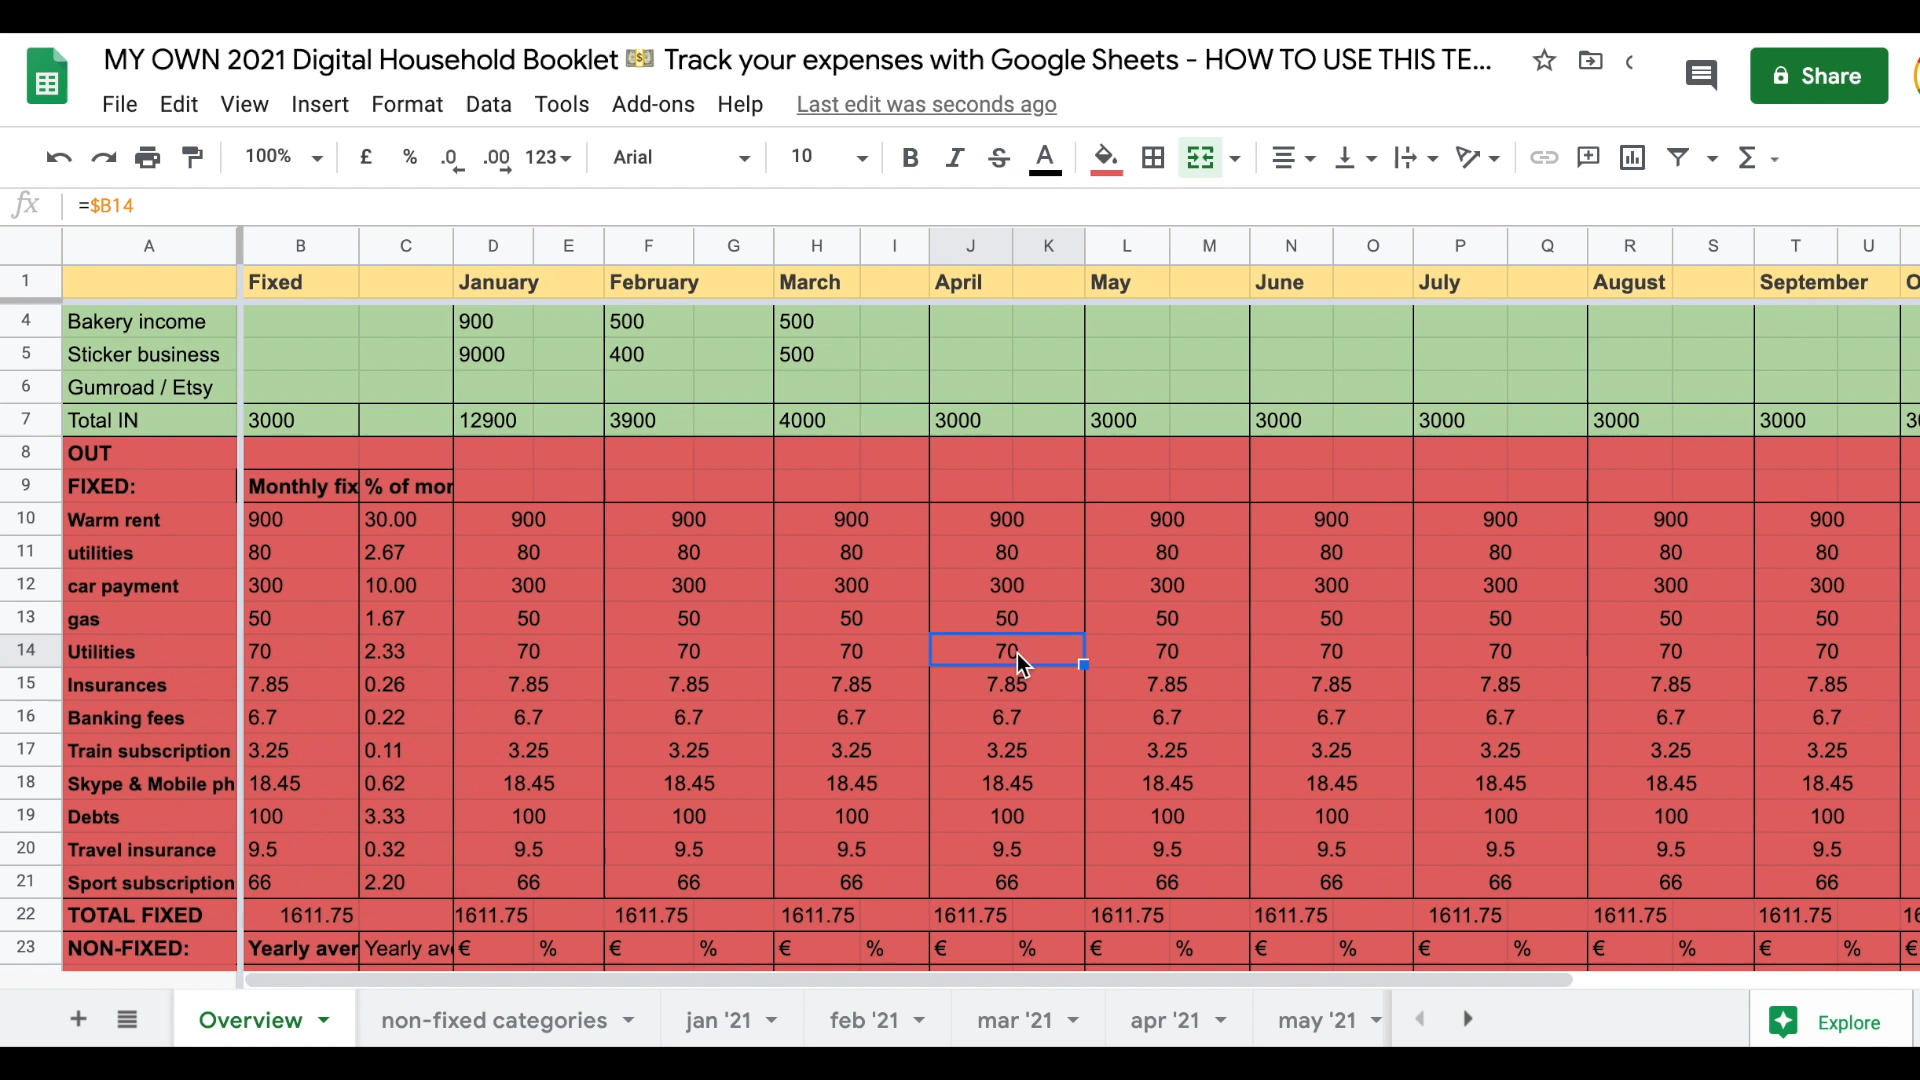 MY OWN 2021 Digital Household Booklet 💵 Track your expenses with Google Sheets - HOW TO USE THIS TE...
Share
File Edit View Insert Format Data Tools Add-ons Help Last edit was seconds ago
100% £ % .0 .00 123 Arial 10 B I S A
fx =$B14
A B C D E F G H I J K L M N O P Q R S T U
1 Fixed January February March April May June July August September O
4 Bakery income 900 500 500
5 Sticker business 9000 400 500
6 Gumroad / Etsy
7 Total IN 3000 12900 3900 4000 3000 3000 3000 3000 3000 3000 30
8 OUT
9 FIXED: Monthly fix % of mor
10 Warm rent 900 30.00 900 900 900 900 900 900 900 900 900
11 utilities 80 2.67 80 80 80 80 80 80 80 80 80
12 car payment 300 10.00 300 300 300 300 300 300 300 300 300
13 gas 50 1.67 50 50 50 50 50 50 50 50 50
14 Utilities 70 2.33 70 70 70 70 70 70 70 70 70
15 Insurances 7.85 0.26 7.85 7.85 7.85 7.85 7.85 7.85 7.85 7.85 7.85
16 Banking fees 6.7 0.22 6.7 6.7 6.7 6.7 6.7 6.7 6.7 6.7 6.7
17 Train subscription 3.25 0.11 3.25 3.25 3.25 3.25 3.25 3.25 3.25 3.25 3.25
18 Skype & Mobile ph 18.45 0.62 18.45 18.45 18.45 18.45 18.45 18.45 18.45 18.45 18.45
19 Debts 100 3.33 100 100 100 100 100 100 100 100 100
20 Travel insurance 9.5 0.32 9.5 9.5 9.5 9.5 9.5 9.5 9.5 9.5 9.5
21 Sport subscription 66 2.20 66 66 66 66 66 66 66 66 66
22 TOTAL FIXED 1611.75 1611.75 1611.75 1611.75 1611.75 1611.75 1611.75 1611.75 1611.75 1611.75 16
23 NON-FIXED: Yearly aver Yearly ave € % € % € % € % € % € % € % € % € % €
Overview non-fixed categories jan '21 feb '21 mar '21 apr '21 may '21 Explore